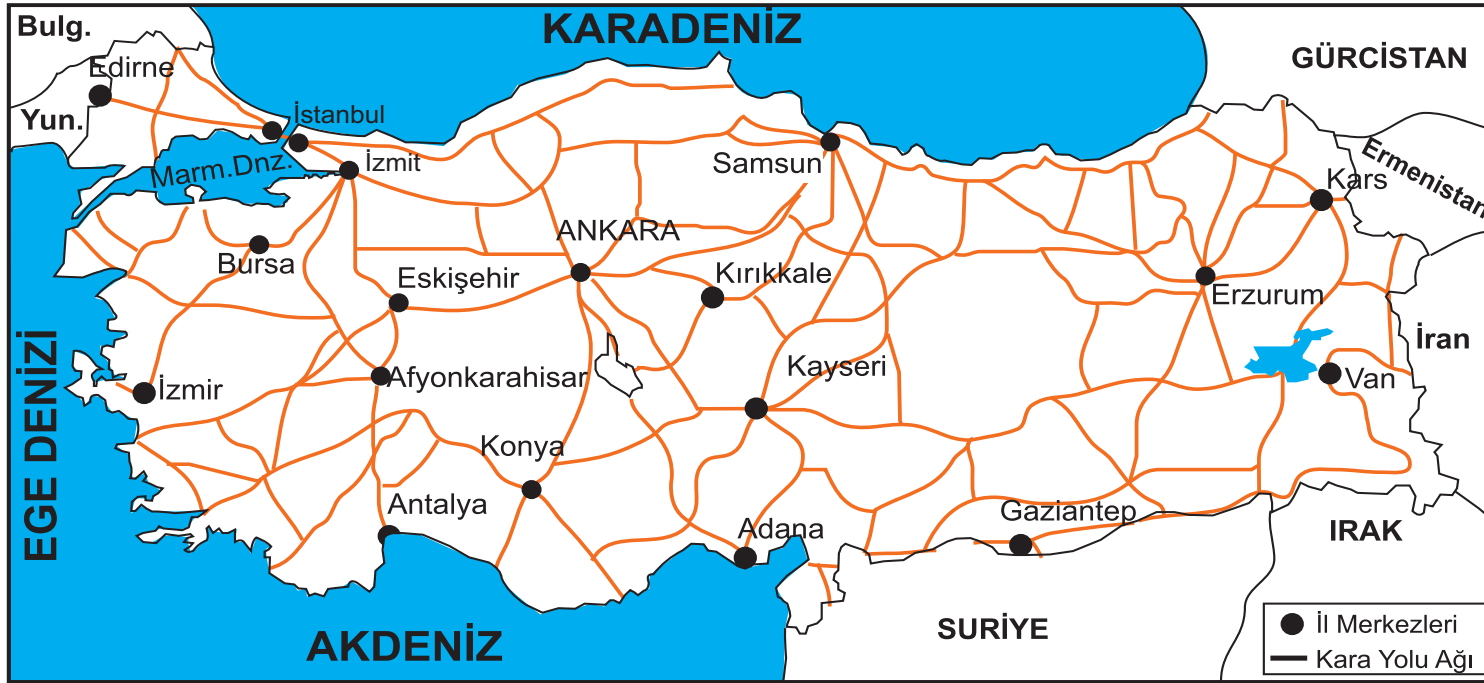 KARADENİZ
Bulg.
GÜRCİSTAN
Edirne
Yun.
İstanbul
Marm.Dnz.
İzmit
Samsun
Ermenistan
Kars
ANKARA
Bursa
Eskişehir
Kırıkkale
Erzurum
EGE DENİZİ
İran
İzmir
Afyonkarahisar
Kayseri
Van
Konya
Antalya
Adana
Gaziantep
IRAK
AKDENİZ
SURİYE
İl Merkezleri
Kara Yolu Ağı